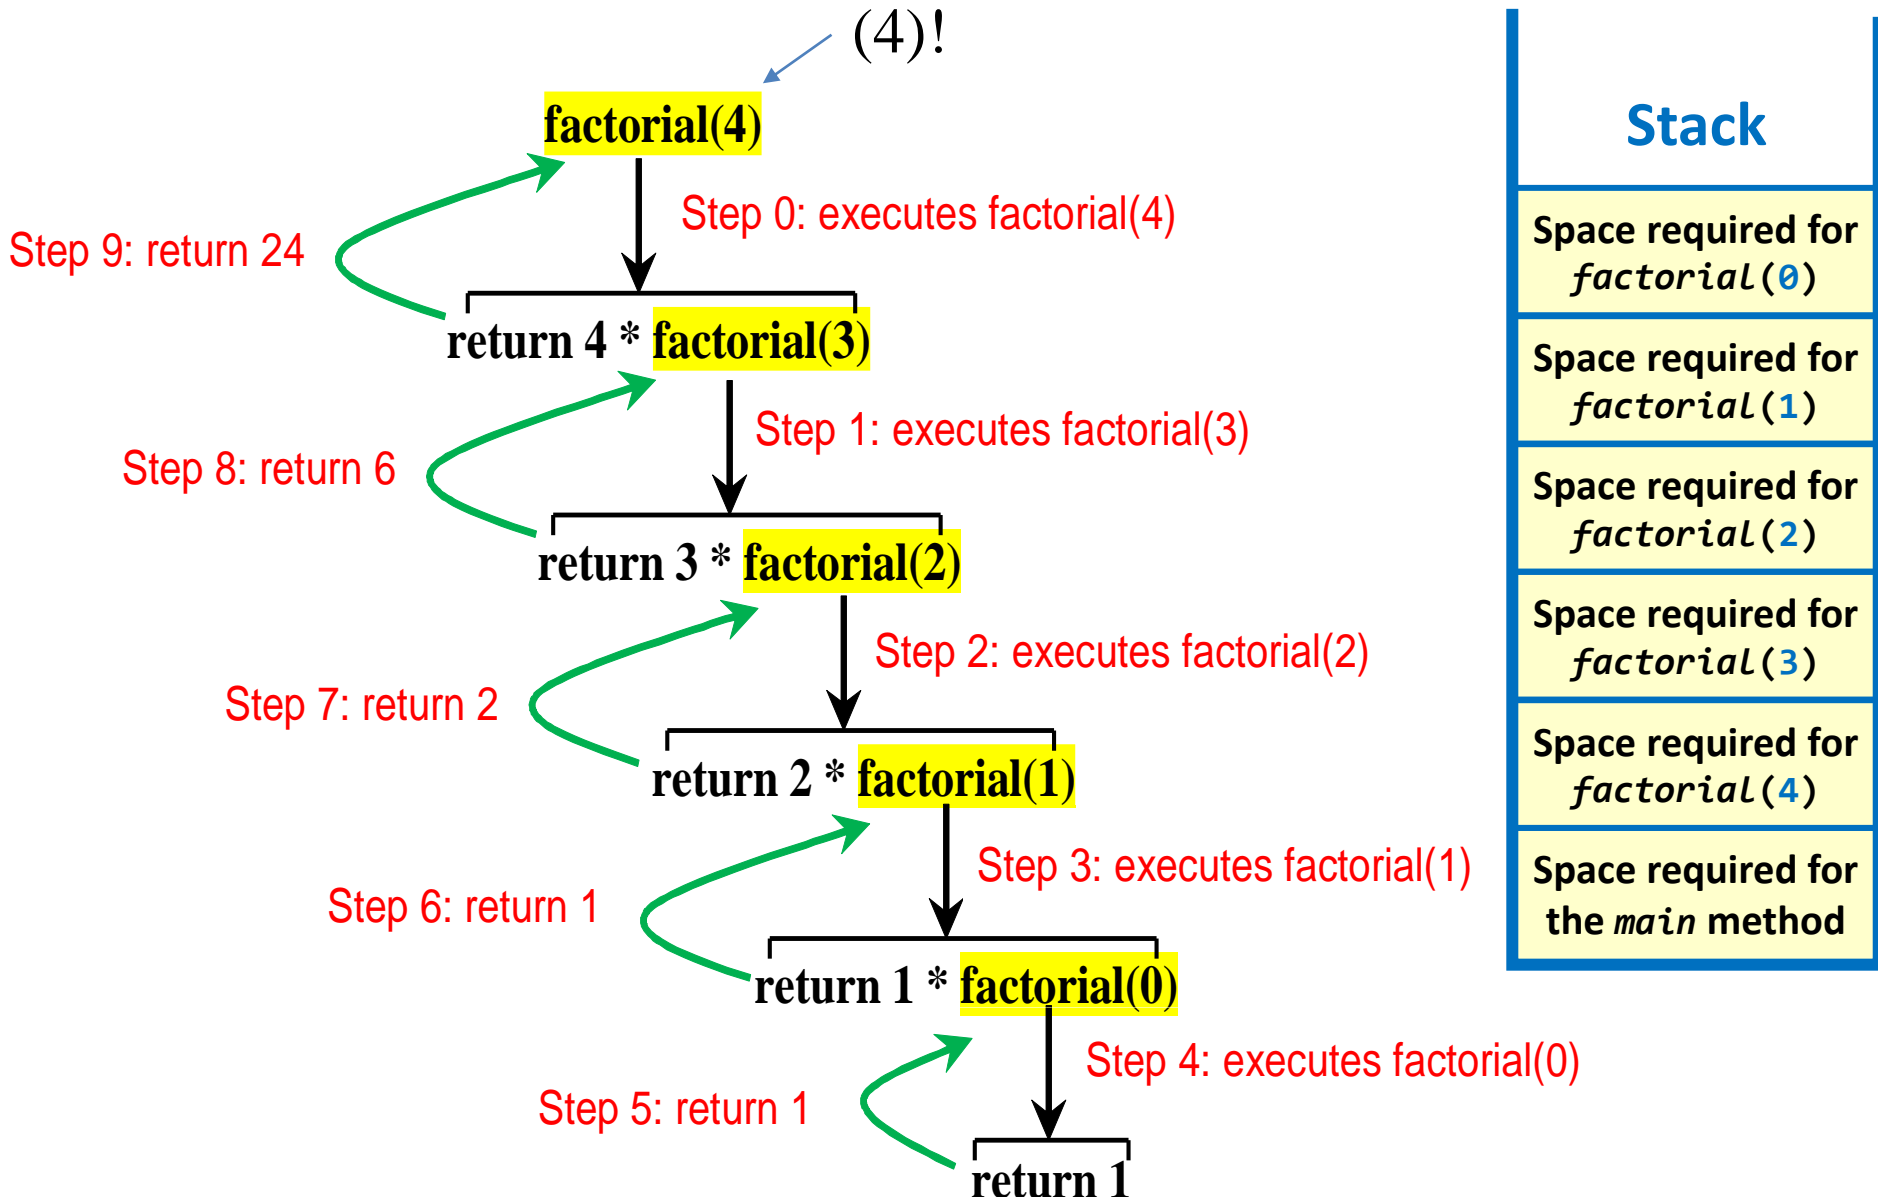 (4)!
factorial(4)
Step 0: executes factorial(4)
Step 9: return 24
return 4 * factorial(3)
Step 1: executes factorial(3)
Step 8: return 6
return 3 * factorial(2)
Step 2: executes factorial(2)
Step 7: return 2
return 2 * factorial(1)
Step 3: executes factorial(1)
Step 6: return 1
return 1 * factorial(0)
Step 4: executes factorial(0)
Step 5: return 1
return 1
Stack
Space required for
factorial(0)
Space required for
factorial(1)
Space required for
factorial(2)
Space required for
factorial(3)
Space required for
factorial(4)
Space required for
the main method